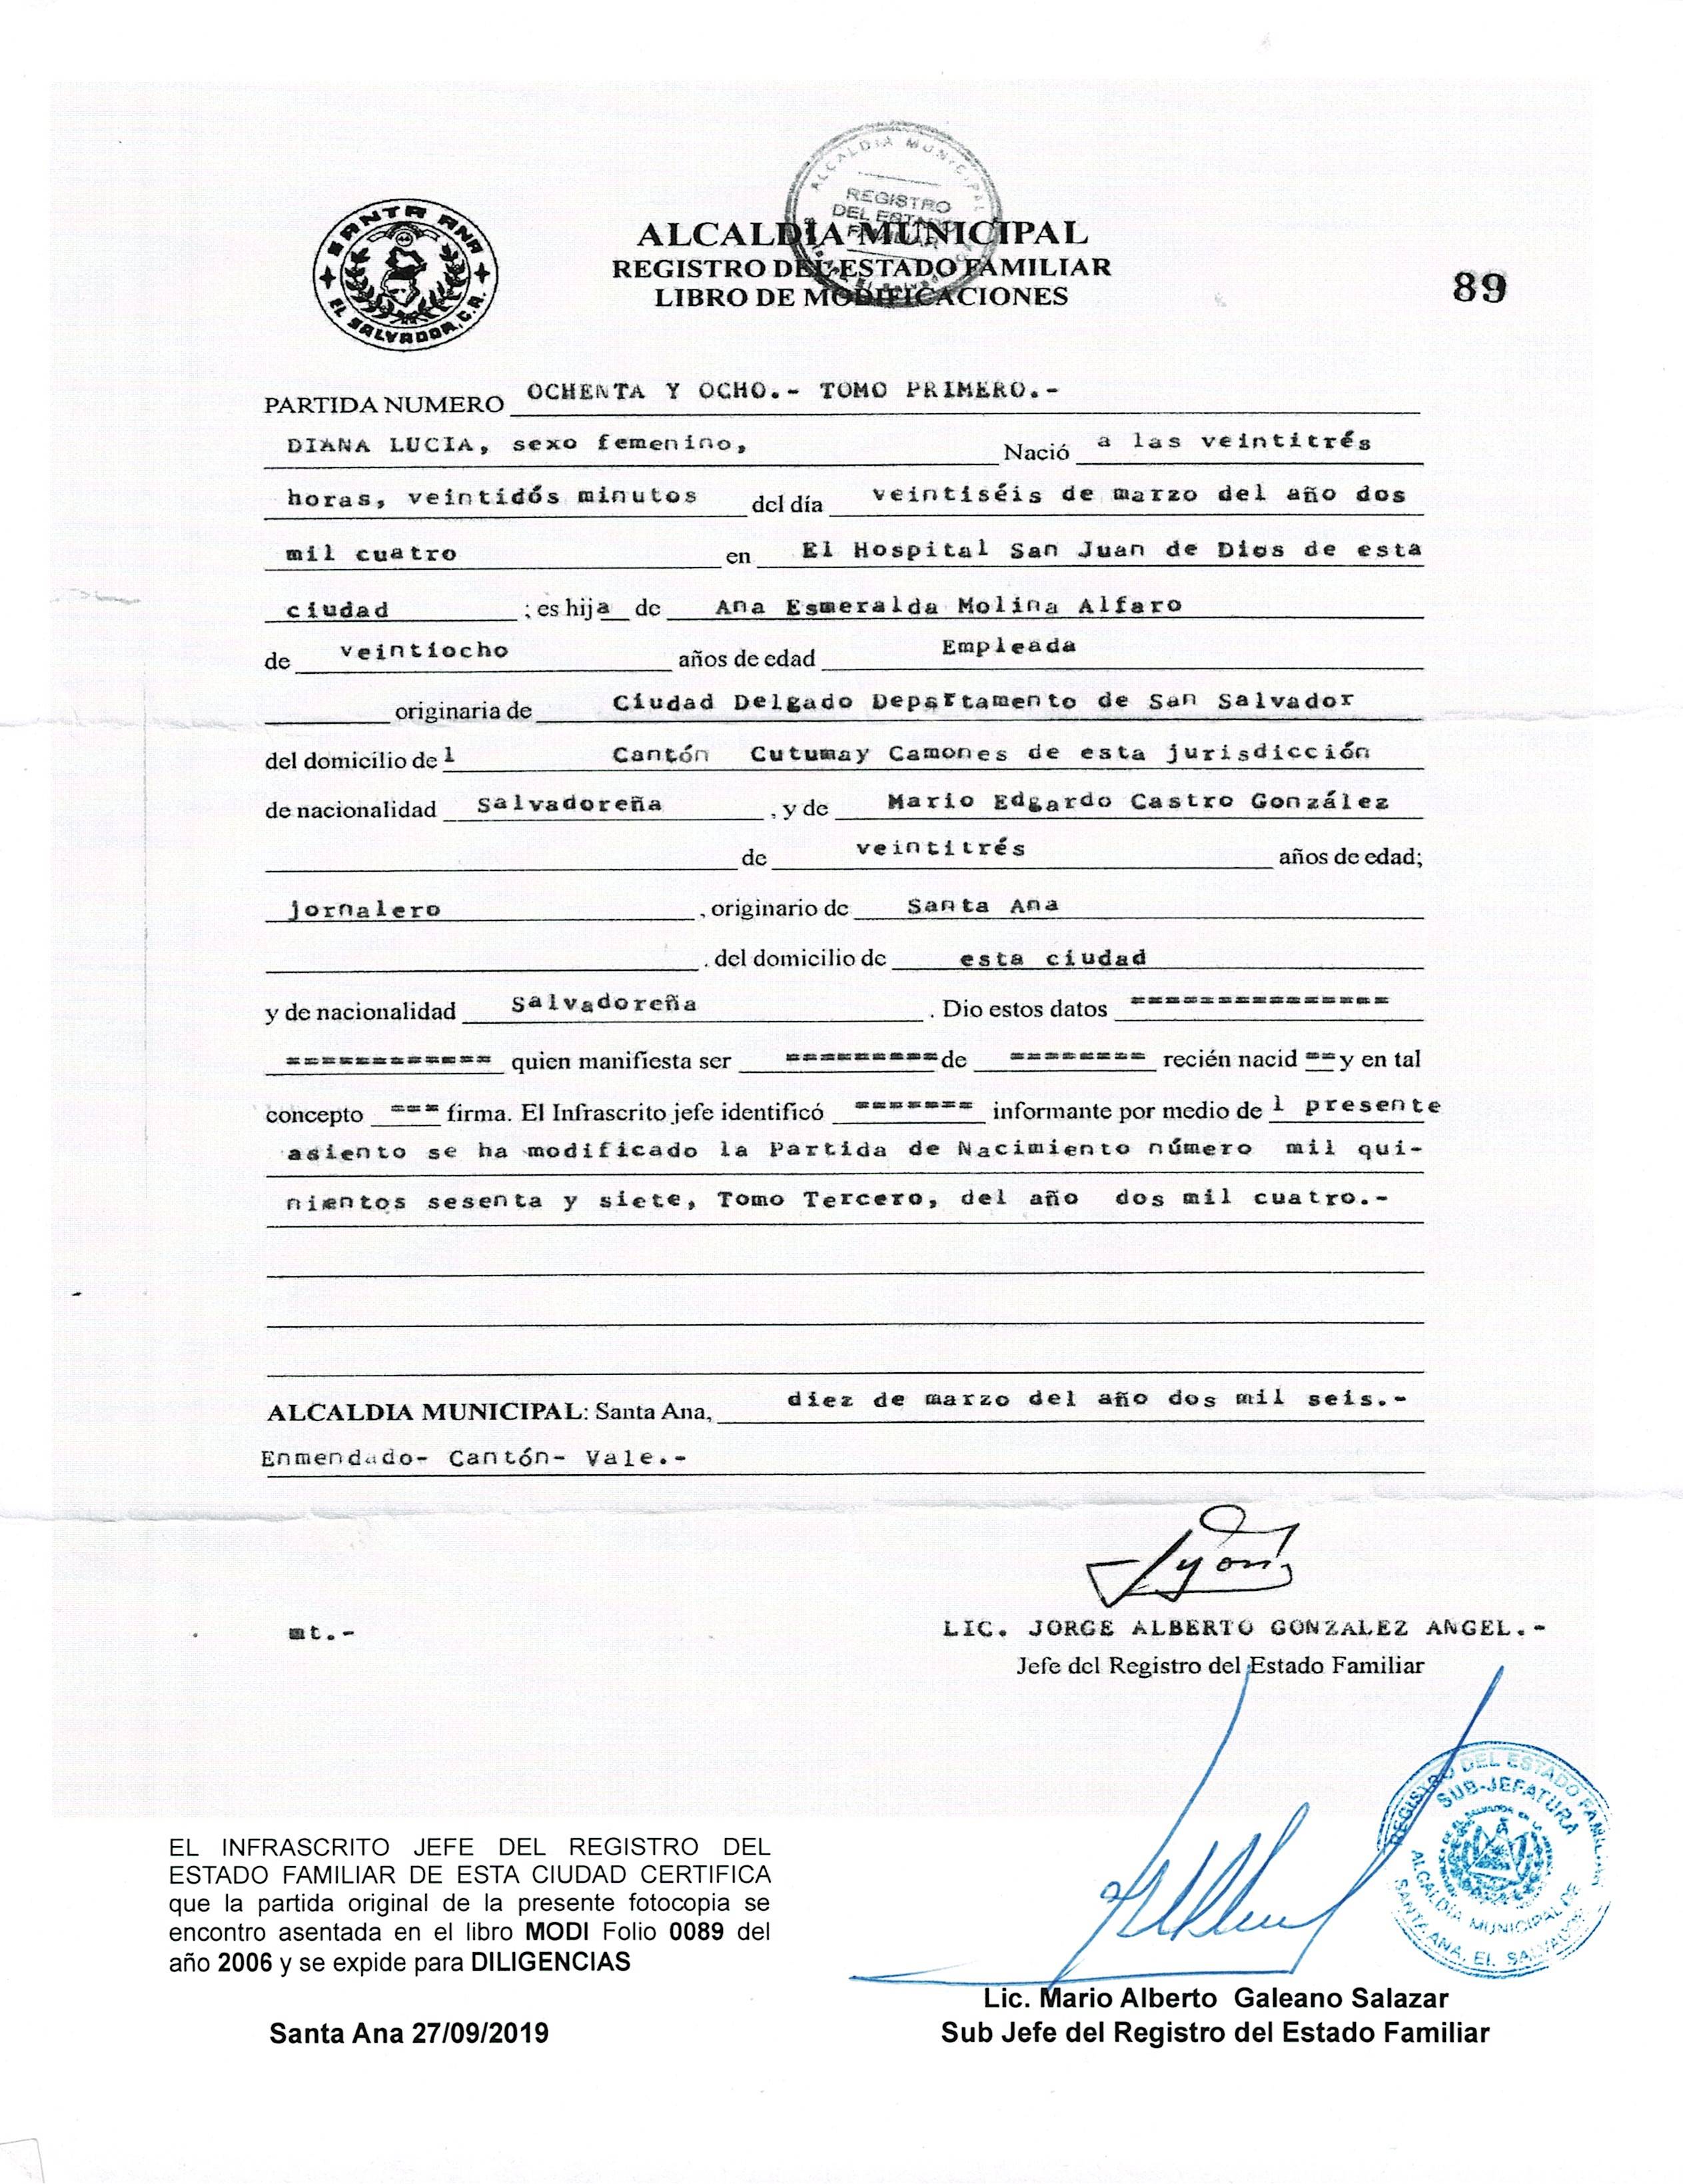 ALCALDIA MUNICIPAL
REGISTRO DEL ESTADO FAMILIAR
SANTA ANA
EL SALVADOR, C.A.
ALCALDIA MUNICIPAL
REGISTRO DEL ESTADO FAMILIAR
LIBRO DE MODIFICACIONES
89
PARTIDA NUMERO OCHENTA Y OCHO.- TOMO PRIMERO.-
DIANA LUCIA, sexo femenino, Nació a las veintitrés
horas, veintidós minutos del día veintiséis de marzo del año dos
mil cuatro en El Hospital San Juan de Dios de esta
ciudad ; es hija de Ana Esmeralda Molina Alfaro
de veintiocho años de edad Empleada
originaria de Ciudad Delgado Departamento de San Salvador
del domicilio de l Cantón Cutumay Camones de esta jurisdicción
de nacionalidad Salvadoreña , y de Mario Edgardo Castro González
de veintitrés años de edad;
jornalero , originario de Santa Ana
. del domicilio de esta ciudad
y de nacionalidad Salvadoreña . Dio estos datos ===============
============ quien manifiesta ser ========= de ======== recién nacid == y en tal
concepto === firma. El Infrascrito jefe identificó ======= informante por medio de l presente
asiento se ha modificado la Partida de Nacimiento número mil qui-
nientos sesenta y siete, Tomo Tercero, del año dos mil cuatro.-
ALCALDIA MUNICIPAL: Santa Ana, diez de marzo del año dos mil seis.-
Enmendado- Cantón- Vale.-
mt.-
LIC. JORGE ALBERTO GONZALEZ ANGEL.-
Jefe del Registro del Estado Familiar
EL INFRASCRITO JEFE DEL REGISTRO DEL
ESTADO FAMILIAR DE ESTA CIUDAD CERTIFICA
que la partida original de la presente fotocopia se
encontro asentada en el libro MODI Folio 0089 del
año 2006 y se expide para DILIGENCIAS
Santa Ana 27/09/2019
REGISTRO DEL ESTADO FAMILIAR
SUB-JEFATURA
ALCALDIA MUNICIPAL DE
SANTA ANA, EL SALVADOR
Lic. Mario Alberto Galeano Salazar
Sub Jefe del Registro del Estado Familiar